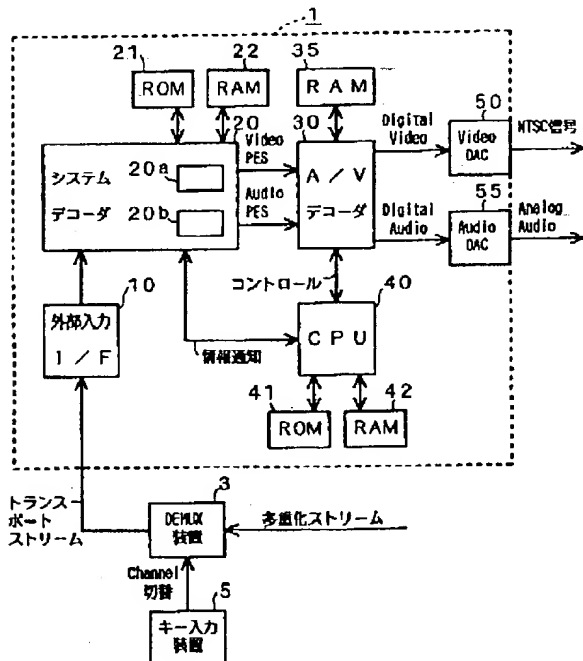 1
21
22
35
ROM
RAM
RAM
20
Video
PES
30
Digital
Video
50
Video
DAC
NTSC信号
システム
デコーダ
20a
20b
Audio
PES
A/V
デコーダ
Digital
Audio
55
Audio
DAC
Analog
Audio
10
外部入力
I/F
コントロール
40
CPU
情報通知
41
42
ROM
RAM
トランス
ポート
ストリーム
3
DEMUX
装置
多重化ストリーム
Channel
切替
5
キー入力
装置